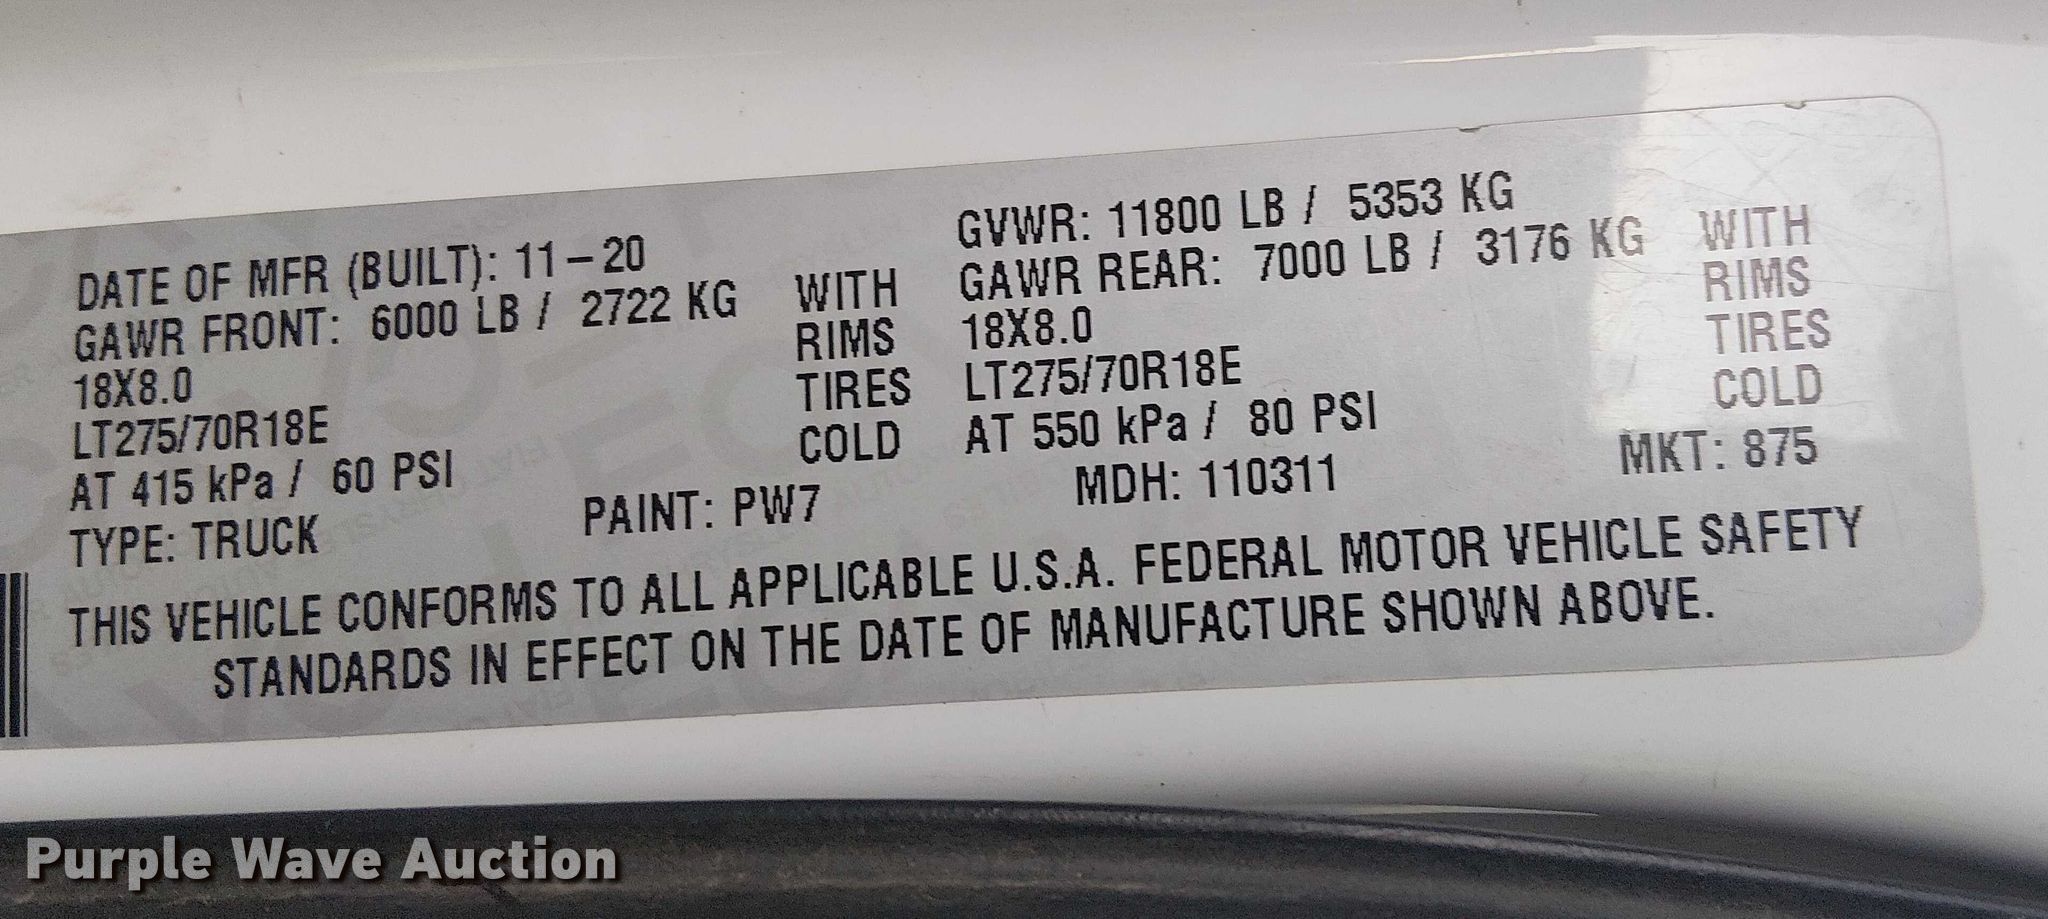 DATE OF MFR (BUILT): 11-20 GVWR: 11800 LB / 5353 KG
GAWR FRONT: 6000 LB / 2722 KG WITH GAWR REAR: 7000 LB / 3176 KG WITH
18X8.0 RIMS 18X8.0 RIMS
LT275/70R18E TIRES LT275/70R18E TIRES
AT 415 kPa / 60 PSI COLD AT 550 kPa / 80 PSI COLD
TYPE: TRUCK PAINT: PW7 MDH: 110311 MKT: 875
THIS VEHICLE CONFORMS TO ALL APPLICABLE U.S.A. FEDERAL MOTOR VEHICLE SAFETY
STANDARDS IN EFFECT ON THE DATE OF MANUFACTURE SHOWN ABOVE.
Purple Wave Auction